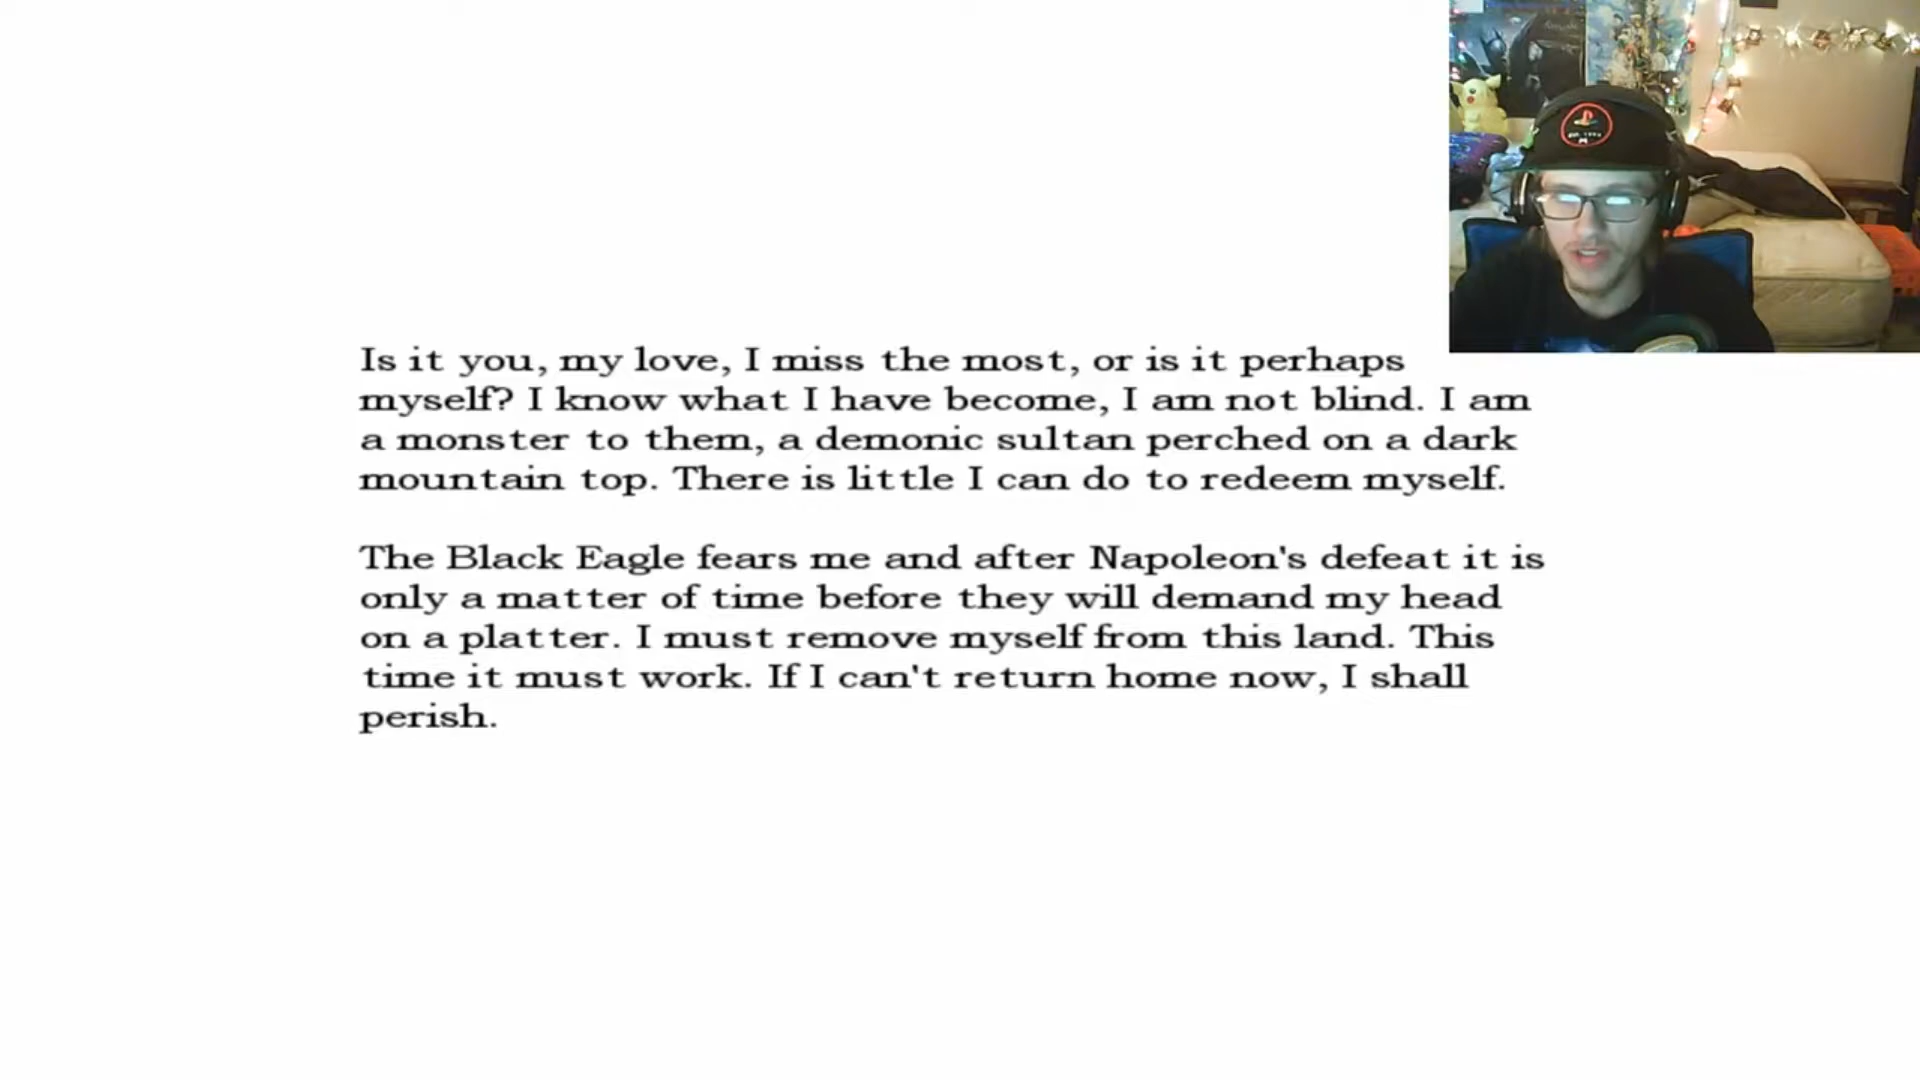 Is it you, my love, I miss the most, or is it perhaps
myself? I know what I have become, I am not blind. I am
a monster to them, a demonic sultan perched on a dark
mountain top. There is little I can do to redeem myself.
The Black Eagle fears me and after Napoleon's defeat it is
only a matter of time before they will demand my head
on a platter. I must remove myself from this land. This
time it must work. If I can't return home now, I shall
perish.